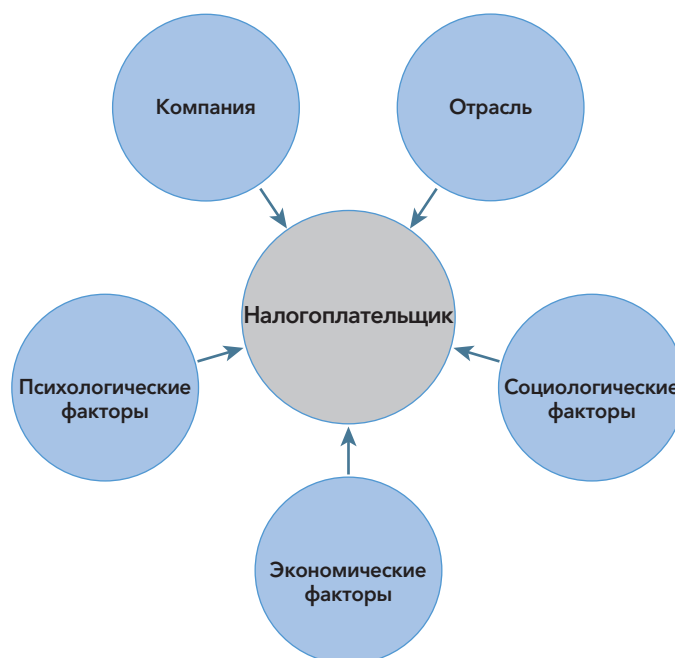 Компания
Отрасль
Налогоплательщик
Психологические
факторы
Социологические
факторы
Экономические
факторы